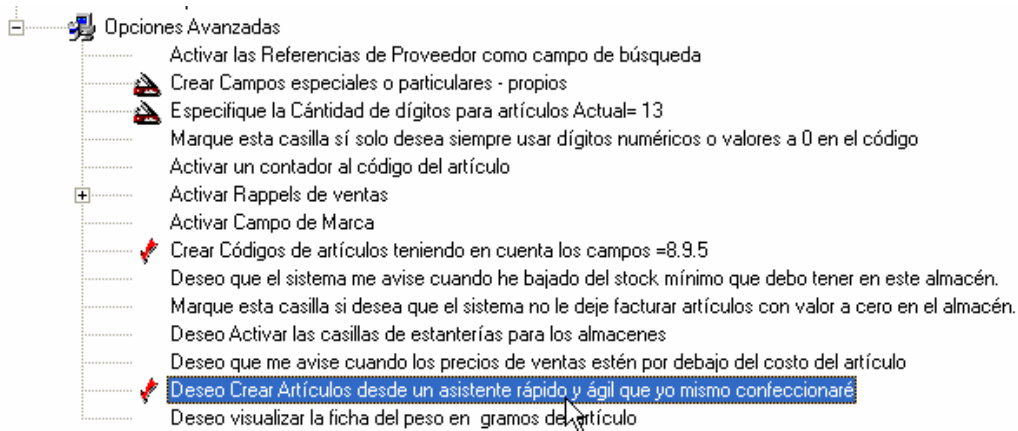 Opciones Avanzadas
Activar las Referencias de Proveedor como campo de búsqueda
Crear Campos especiales o particulares - propios
Especifique la Cántidad de dígitos para artículos Actual= 13
Marque esta casilla sí solo desea siempre usar dígitos numéricos o valores a 0 en el código
Activar un contador al código del artículo
Activar Rappels de ventas
Activar Campo de Marca
Crear Códigos de artículos teniendo en cuenta los campos =8.9.5
Deseo que el sistema me avise cuando he bajado del stock mínimo que debo tener en este almacén.
Marque esta casilla si desea que el sistema no le deje facturar artículos con valor a cero en el almacén.
Deseo Activar las casillas de estanterías para los almacenes
Deseo que me avise cuando los precios de ventas estén por debajo del costo del artículo
Deseo Crear Artículos desde un asistente rápido y ágil que yo mismo confeccionaré
Deseo visualizar la ficha del peso en gramos del artículo